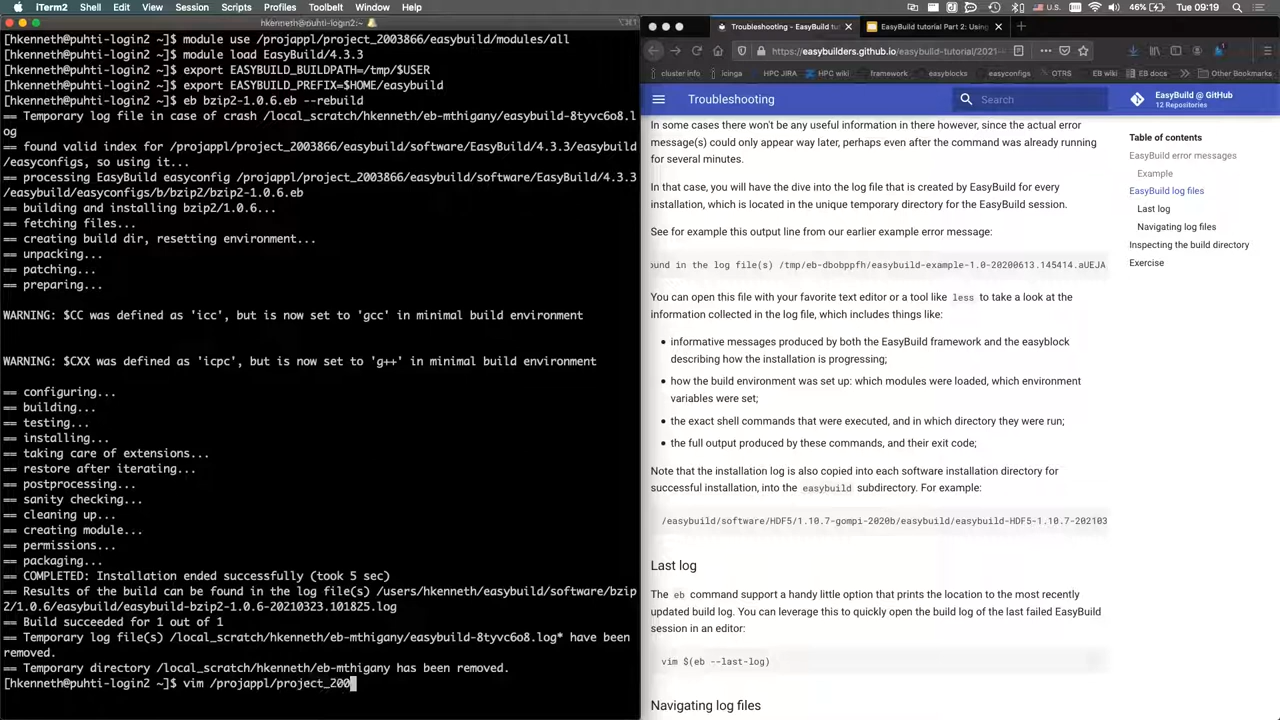 iTerm2 Shell Edit View Session Scripts Profiles Toolbelt Window Help
46% Tue 09:19
hkenneth@puhti-login2:~
⌥⌘1
[hkenneth@puhti-login2 ~]$ module use /projappl/project_2003866/easybuild/modules/all
[hkenneth@puhti-login2 ~]$ module load EasyBuild/4.3.3
[hkenneth@puhti-login2 ~]$ export EASYBUILD_BUILDPATH=/tmp/$USER
[hkenneth@puhti-login2 ~]$ export EASYBUILD_PREFIX=$HOME/easybuild
[hkenneth@puhti-login2 ~]$ eb bzip2-1.0.6.eb --rebuild
== Temporary log file in case of crash /local_scratch/hkenneth/eb-mthigany/easybuild-8tyvc6o8.l
og
== found valid index for /projappl/project_2003866/easybuild/software/EasyBuild/4.3.3/easybuild
/easyconfigs, so using it...
== processing EasyBuild easyconfig /projappl/project_2003866/easybuild/software/EasyBuild/4.3.3
/easybuild/easyconfigs/b/bzip2/bzip2-1.0.6.eb
== building and installing bzip2/1.0.6...
== fetching files...
== creating build dir, resetting environment...
== unpacking...
== patching...
== preparing...
WARNING: $CC was defined as 'icc', but is now set to 'gcc' in minimal build environment
WARNING: $CXX was defined as 'icpc', but is now set to 'g++' in minimal build environment
== configuring...
== building...
== testing...
== installing...
== taking care of extensions...
== restore after iterating...
== postprocessing...
== sanity checking...
== cleaning up...
== creating module...
== permissions...
== packaging...
== COMPLETED: Installation ended successfully (took 5 sec)
== Results of the build can be found in the log file(s) /users/hkenneth/easybuild/software/bzip
2/1.0.6/easybuild/easybuild-bzip2-1.0.6-20210323.101825.log
== Build succeeded for 1 out of 1
== Temporary log file(s) /local_scratch/hkenneth/eb-mthigany/easybuild-8tyvc6o8.log* have been
removed.
== Temporary directory /local_scratch/hkenneth/eb-mthigany has been removed.
[hkenneth@puhti-login2 ~]$ vim /projappl/project_200
Troubleshooting - EasyBuild tut
EasyBuild tutorial Part 2: Using
https://easybuilders.github.io/easybuild-tutorial/2021-
cluster info icinga HPC JIRA HPC wiki framework easyblocks easyconfigs OTRS EB wiki EB docs Other Bookmarks
Troubleshooting
Search
EasyBuild @ GitHub
12 Repositories
In some cases there won't be any useful information in there however, since the actual error
message(s) could only appear way later, perhaps even after the command was already running
for several minutes.
In that case, you will have the dive into the log file that is created by EasyBuild for every
installation, which is located in the unique temporary directory for the EasyBuild session.
See for example this output line from our earlier example error message:
ound in the log file(s) /tmp/eb-dbobppfh/easybuild-example-1.0-20200613.145414.aUEJA
You can open this file with your favorite text editor or a tool like less to take a look at the
information collected in the log file, which includes things like:
• informative messages produced by both the EasyBuild framework and the easyblock
describing how the installation is progressing;
• how the build environment was set up: which modules were loaded, which environment
variables were set;
• the exact shell commands that were executed, and in which directory they were run;
• the full output produced by these commands, and their exit code;
Note that the installation log is also copied into each software installation directory for
successful installation, into the easybuild subdirectory. For example:
/easybuild/software/HDF5/1.10.7-gompi-2020b/easybuild/easybuild-HDF5-1.10.7-202103
Last log
The eb command support a handy little option that prints the location to the most recently
updated build log. You can leverage this to quickly open the build log of the last failed EasyBuild
session in an editor:
vim $(eb --last-log)
Navigating log files
Table of contents
EasyBuild error messages
Example
EasyBuild log files
Last log
Navigating log files
Inspecting the build directory
Exercise